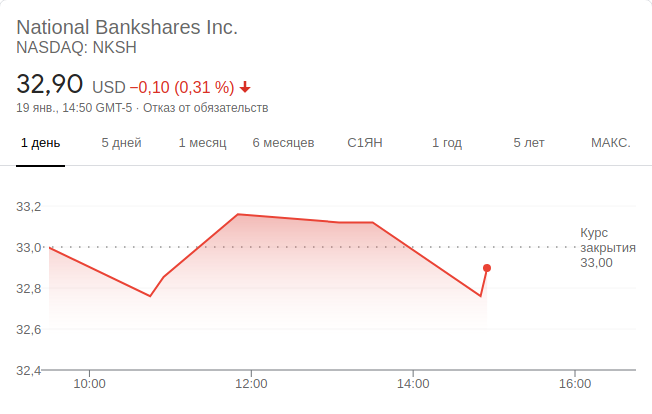 National Bankshares Inc.
NASDAQ: NKSH
32,90 USD −0,10 (0,31 %)
19 янв., 14:50 GMT-5 · Отказ от обязательств
1 день 5 дней 1 месяц 6 месяцев С1ЯН 1 год 5 лет МАКС.
33,2
33,0
32,8
32,6
32,4
Курс
закрытия
33,00
10:00 12:00 14:00 16:00